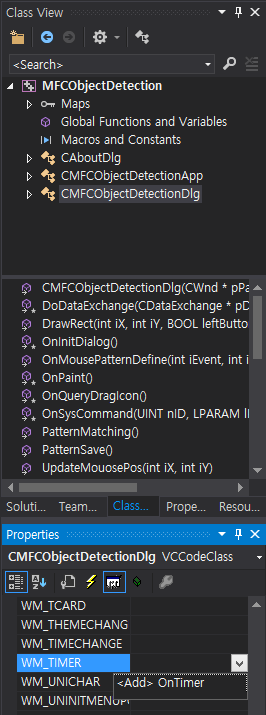 Class View
<Search>
MFCObjectDetection
Maps
Global Functions and Variables
Macros and Constants
CAboutDlg
CMFCObjectDetectionApp
CMFCObjectDetectionDlg
CMFCObjectDetectionDlg(CWnd * pPa
DoDataExchange(CDataExchange * pD
DrawRect(int iX, int iY, BOOL leftButto
OnInitDialog()
OnMousePatternDefine(int iEvent, int i
OnPaint()
OnQueryDragIcon()
OnSysCommand(UINT nID, LPARAM l
PatternMatching()
PatternSave()
UpdateMouosePos(int iX, int iY)
Soluti... Team... Class... Prope... Resou...
Properties
CMFCObjectDetectionDlg VCCodeClass
WM_TCARD
WM_THEMECHANG
WM_TIMECHANGE
WM_TIMER
WM_UNICHAR <Add> OnTimer
WM_UNINITMENUP